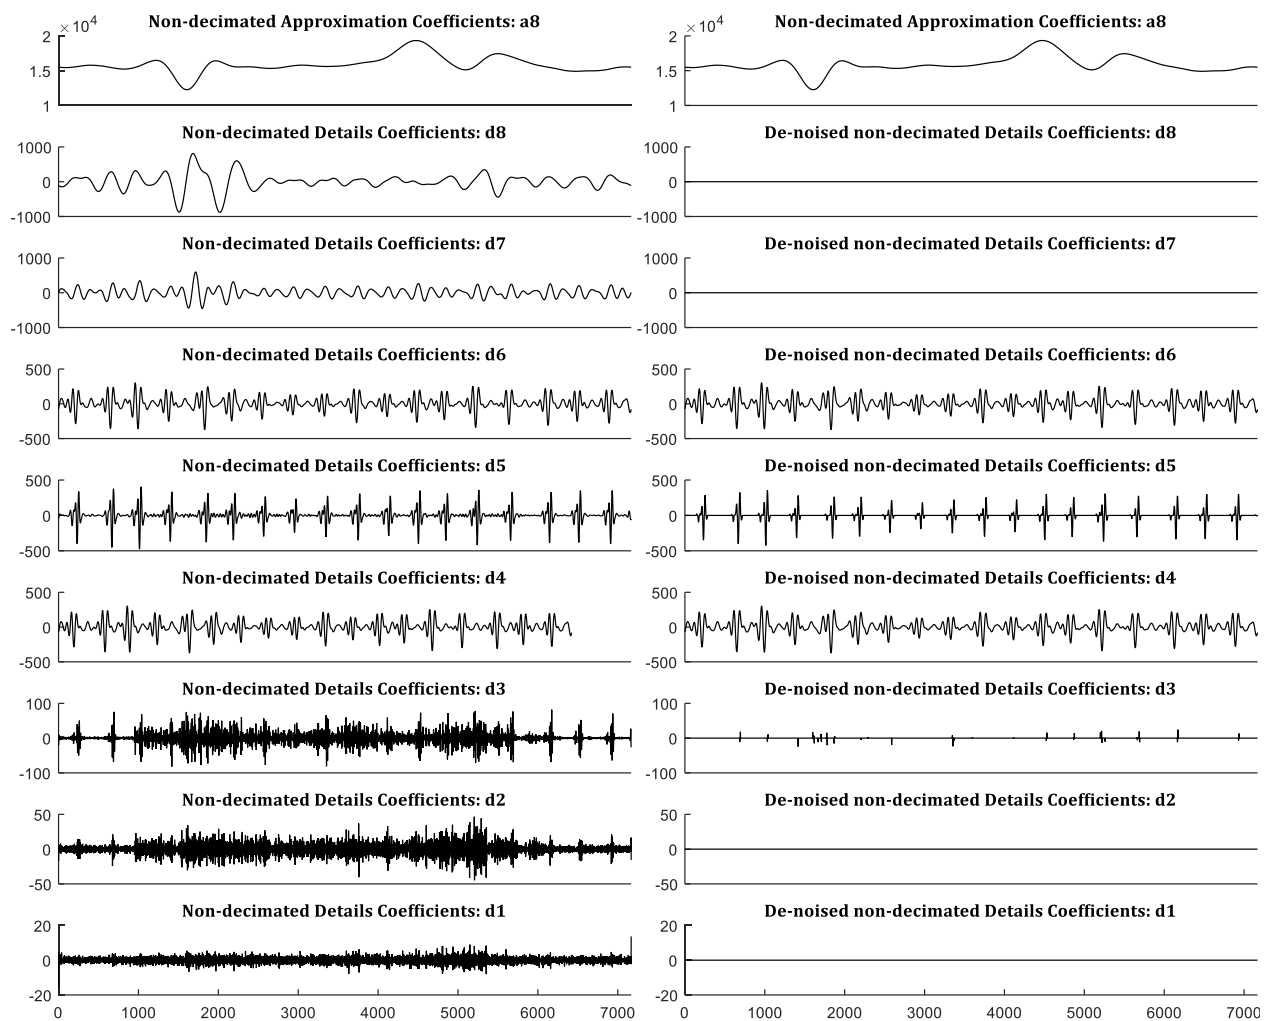 Non-decimated Approximation Coefficients: a8
Non-decimated Approximation Coefficients: a8
×10⁴
×10⁴
2
1.5
1
2
1.5
1
Non-decimated Details Coefficients: d8
De-noised non-decimated Details Coefficients: d8
1000
0
-1000
1000
0
-1000
Non-decimated Details Coefficients: d7
De-noised non-decimated Details Coefficients: d7
1000
0
-1000
1000
0
-1000
Non-decimated Details Coefficients: d6
De-noised non-decimated Details Coefficients: d6
500
0
-500
500
0
-500
Non-decimated Details Coefficients: d5
De-noised non-decimated Details Coefficients: d5
500
0
-500
500
0
-500
Non-decimated Details Coefficients: d4
De-noised non-decimated Details Coefficients: d4
500
0
-500
500
0
-500
Non-decimated Details Coefficients: d3
De-noised non-decimated Details Coefficients: d3
100
0
-100
100
0
-100
Non-decimated Details Coefficients: d2
De-noised non-decimated Details Coefficients: d2
50
0
-50
50
0
-50
Non-decimated Details Coefficients: d1
De-noised non-decimated Details Coefficients: d1
20
0
-20
20
0
-20
0 1000 2000 3000 4000 5000 6000 7000
0 1000 2000 3000 4000 5000 6000 7000